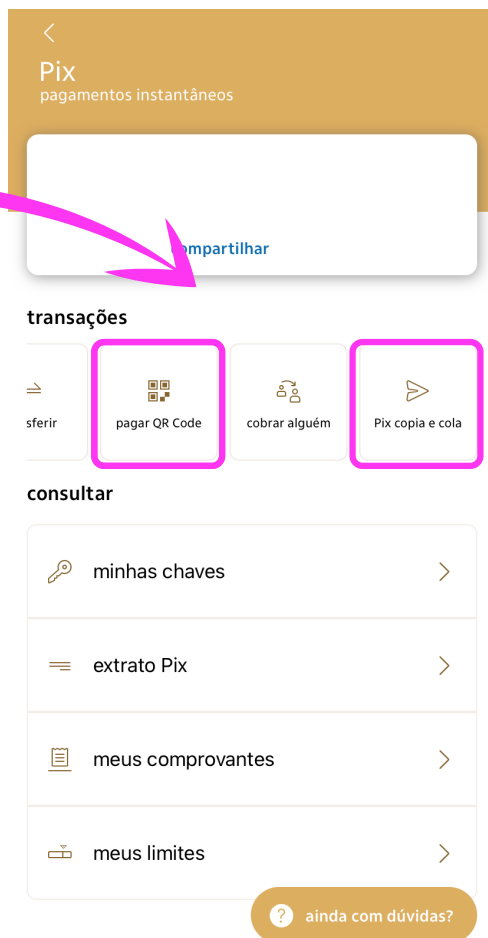 Pix
pagamentos instantâneos
transações
sferir
pagar QR Code
cobrar alguém
Pix copia e cola
consultar
minhas chaves
extrato Pix
meus comprovantes
meus limites
? ainda com dúvidas?